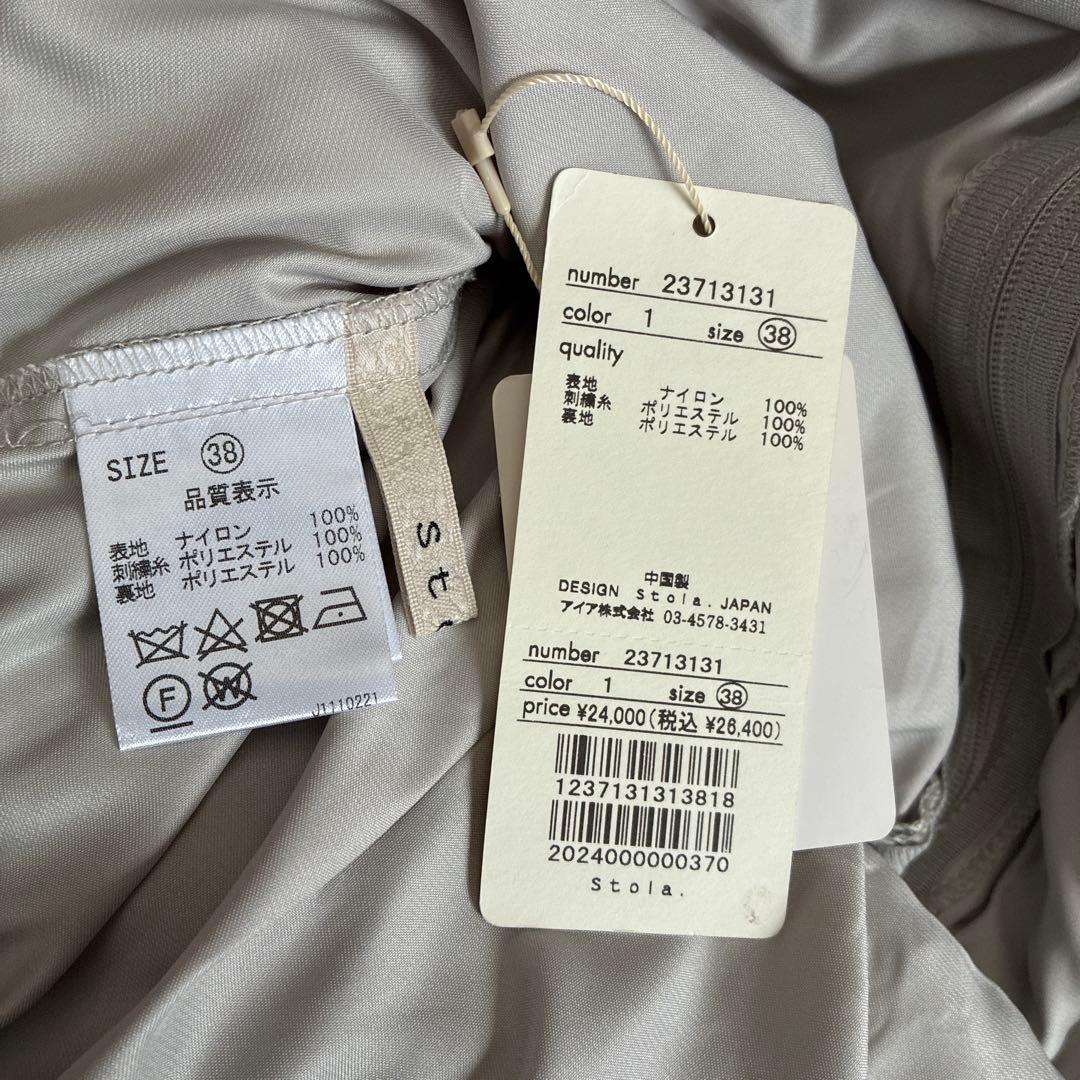 SIZE 38
品質表示
表地 ナイロン 100%
刺繍糸 ポリエステル 100%
裏地 ポリエステル 100%
F W
J1110221
St
number 23713131
color 1 size 38
quality
表地 ナイロン 100%
刺繍糸 ポリエステル 100%
裏地 ポリエステル 100%
中国製
DESIGN Stola. JAPAN
アイア株式会社 03-4578-3431
number 23713131
color 1 size 38
price ¥24,000(税込 ¥26,400)
1237131313818
2024000000370
Stola.